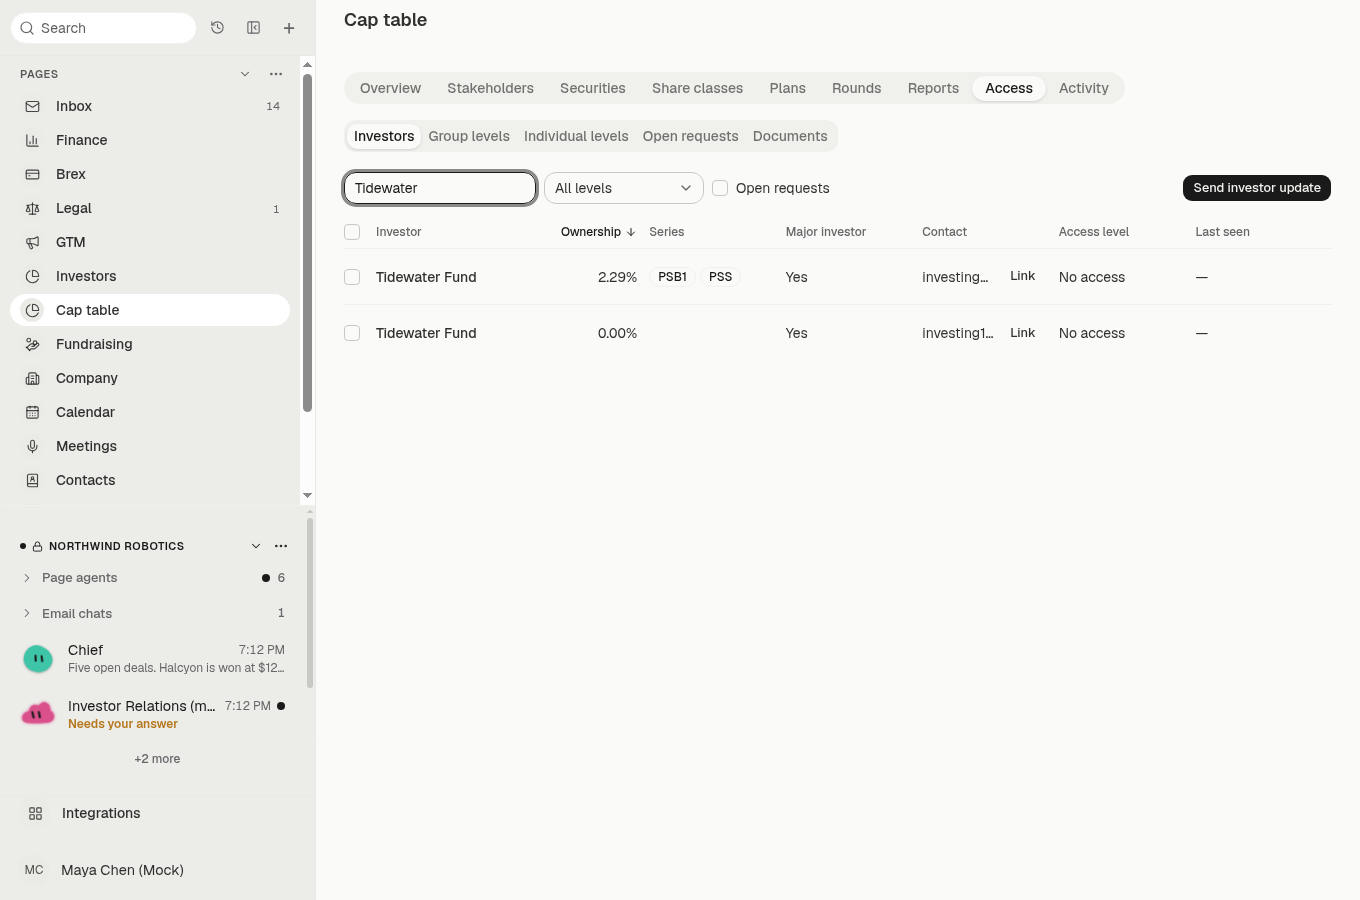 Search
PAGES
Inbox 14
Finance
Brex
Legal 1
GTM
Investors
Cap table
Fundraising
Company
Calendar
Meetings
Contacts
NORTHWIND ROBOTICS
Page agents 6
Email chats 1
Chief 7:12 PM
Five open deals. Halcyon is won at $12…
Investor Relations (m… 7:12 PM
Needs your answer
+2 more
Integrations
MC Maya Chen (Mock)
Cap table
Overview Stakeholders Securities Share classes Plans Rounds Reports Access Activity
Investors Group levels Individual levels Open requests Documents
Tidewater All levels Open requests Send investor update
Investor Ownership Series Major investor Contact Access level Last seen
Tidewater Fund 2.29% PSB1 PSS Yes investing… Link No access —
Tidewater Fund 0.00% Yes investing1… Link No access —